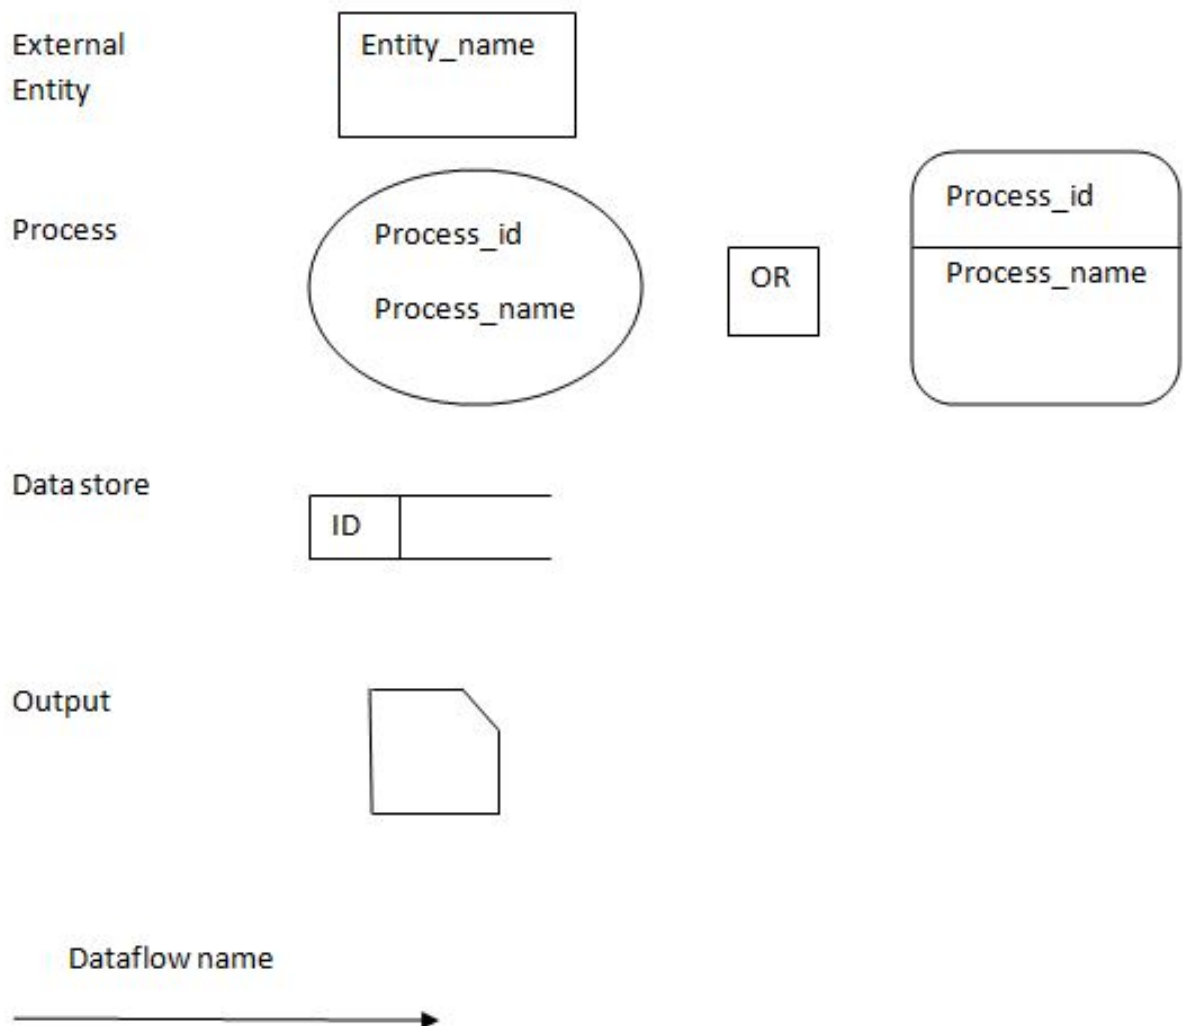 External
Entity
Entity_name
Process
Process_id
Process_name
OR
Process_id
Process_name
Data store
ID
Output
Dataflow name